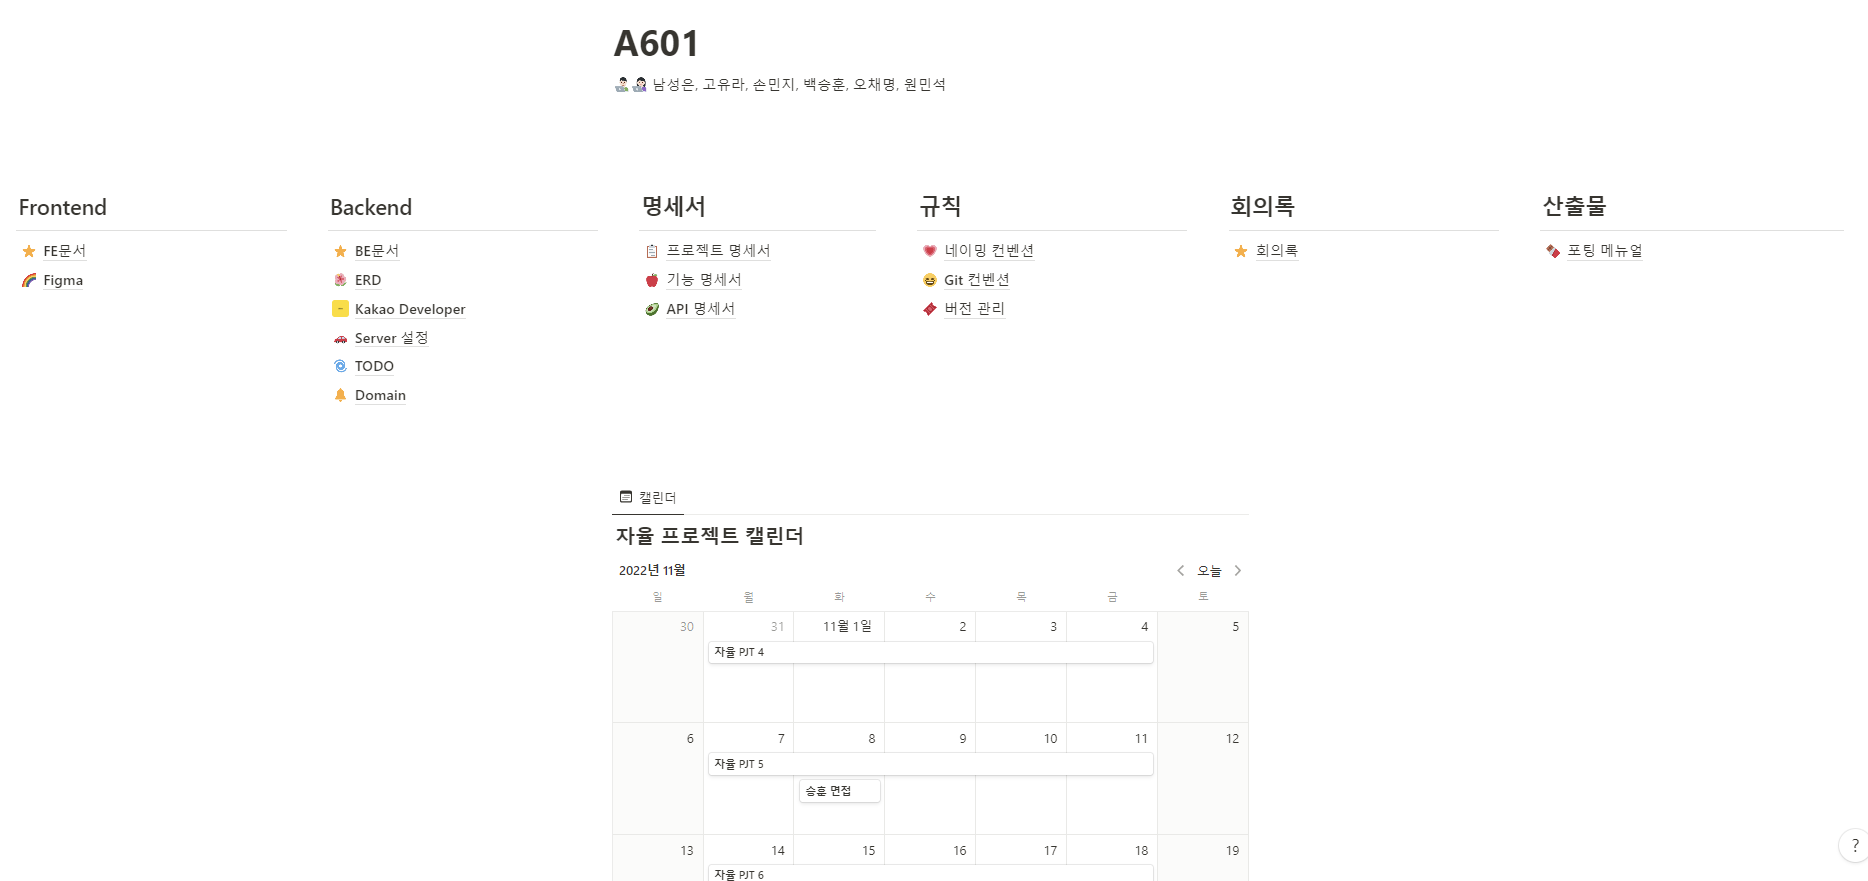 A601
남성은, 고유라, 손민지, 백승훈, 오채명, 원민석
Frontend
FE문서
Figma
Backend
BE문서
ERD
Kakao Developer
Server 설정
TODO
Domain
명세서
프로젝트 명세서
기능 명세서
API 명세서
규칙
네이밍 컨벤션
Git 컨벤션
버전 관리
회의록
회의록
산출물
포팅 메뉴얼
캘린더
자율 프로젝트 캘린더
2022년 11월
오늘
일 월 화 수 목 금 토
30 31 11월 1일 2 3 4 5
자율 PJT 4
6 7 8 9 10 11 12
자율 PJT 5
승훈 면접
13 14 15 16 17 18 19
자율 PJT 6
?